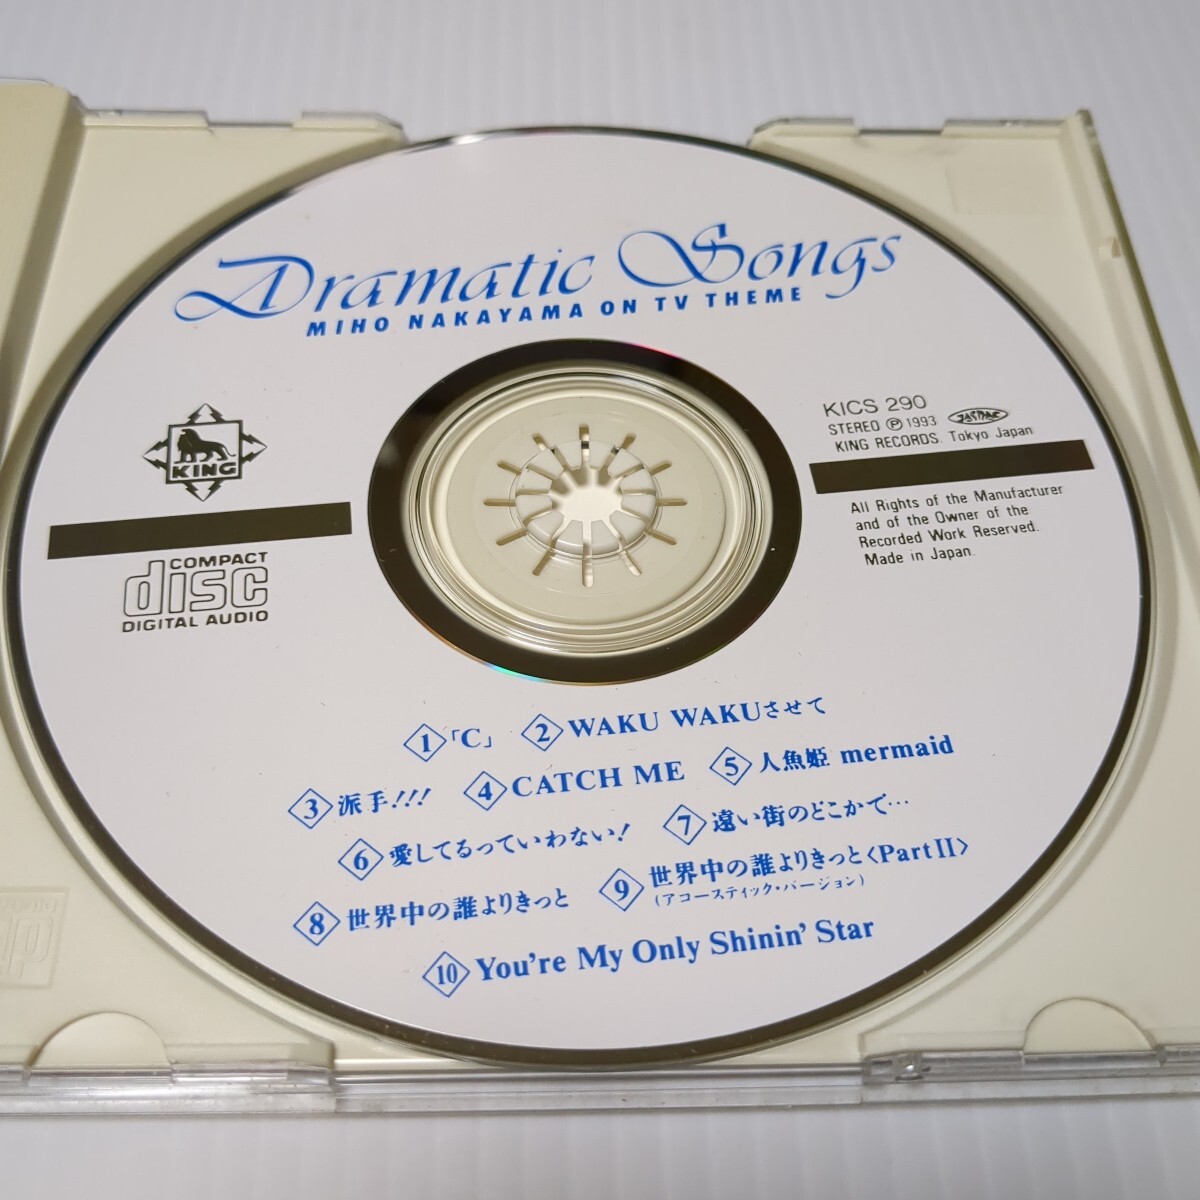 Dramatic Songs
MIHO NAKAYAMA ON TV THEME
KING
COMPACT
disc
DIGITAL AUDIO
KICS 290
STEREO Ⓟ 1993 JASRAC
KING RECORDS. Tokyo Japan
All Rights of the Manufacturer
and of the Owner of the
Recorded Work Reserved.
Made in Japan.
1 「C」 2 WAKU WAKUさせて
3 派手!!! 4 CATCH ME 5 人魚姫 mermaid
6 愛してるっていわない! 7 遠い街のどこかで…
8 世界中の誰よりきっと 9 世界中の誰よりきっと〈Part II〉
(アコースティック・バージョン)
10 You're My Only Shinin' Star